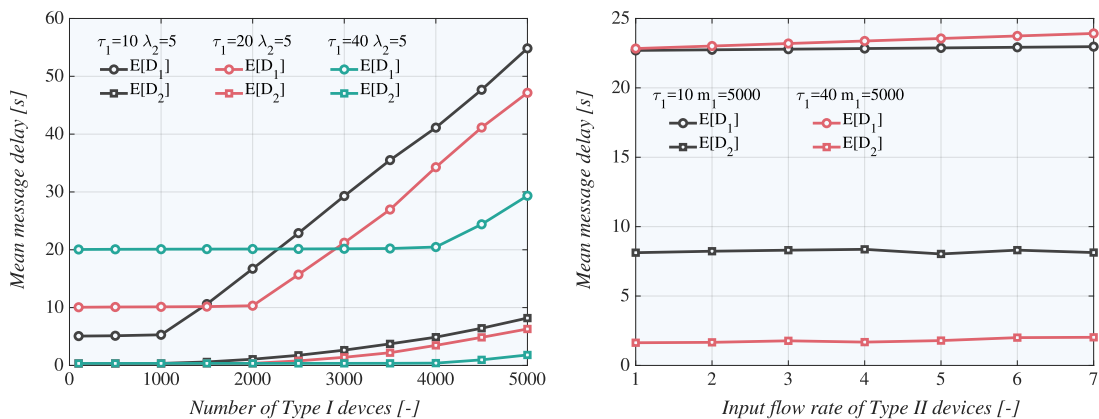 60
50
40
30
20
10
0
Mean message delay [s]
τ1=10 λ2=5
E[D1]
E[D2]
τ1=20 λ2=5
E[D1]
E[D2]
τ1=40 λ2=5
E[D1]
E[D2]
0 1000 2000 3000 4000 5000
Number of Type I devces [-]
25
20
15
10
5
0
Mean message delay [s]
τ1=10 m1=5000
E[D1]
E[D2]
τ1=40 m1=5000
E[D1]
E[D2]
1 2 3 4 5 6 7
Input flow rate of Type II devices [-]